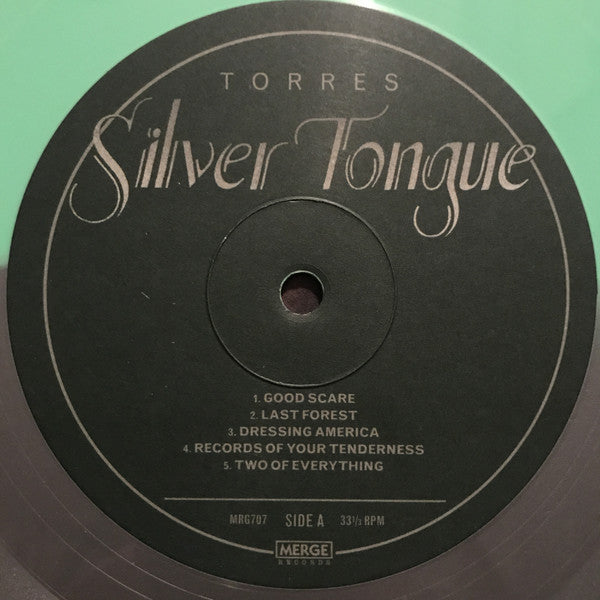 TORRES
Silver Tongue
1. GOOD SCARE
2. LAST FOREST
3. DRESSING AMERICA
4. RECORDS OF YOUR TENDERNESS
5. TWO OF EVERYTHING
MRG707 SIDE A 33⅓ RPM
MERGE
RECORDS